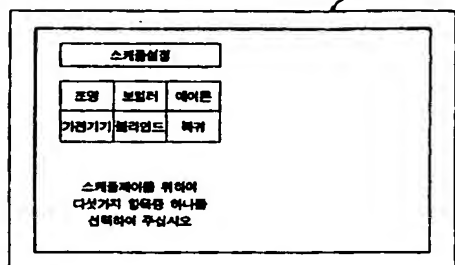 스케쥴설정
조명 보일러 에어콘
가전기기 블라인드 복귀
스케쥴제어를 위하여
다섯가지 항목중 하나를
선택하여 주십시오